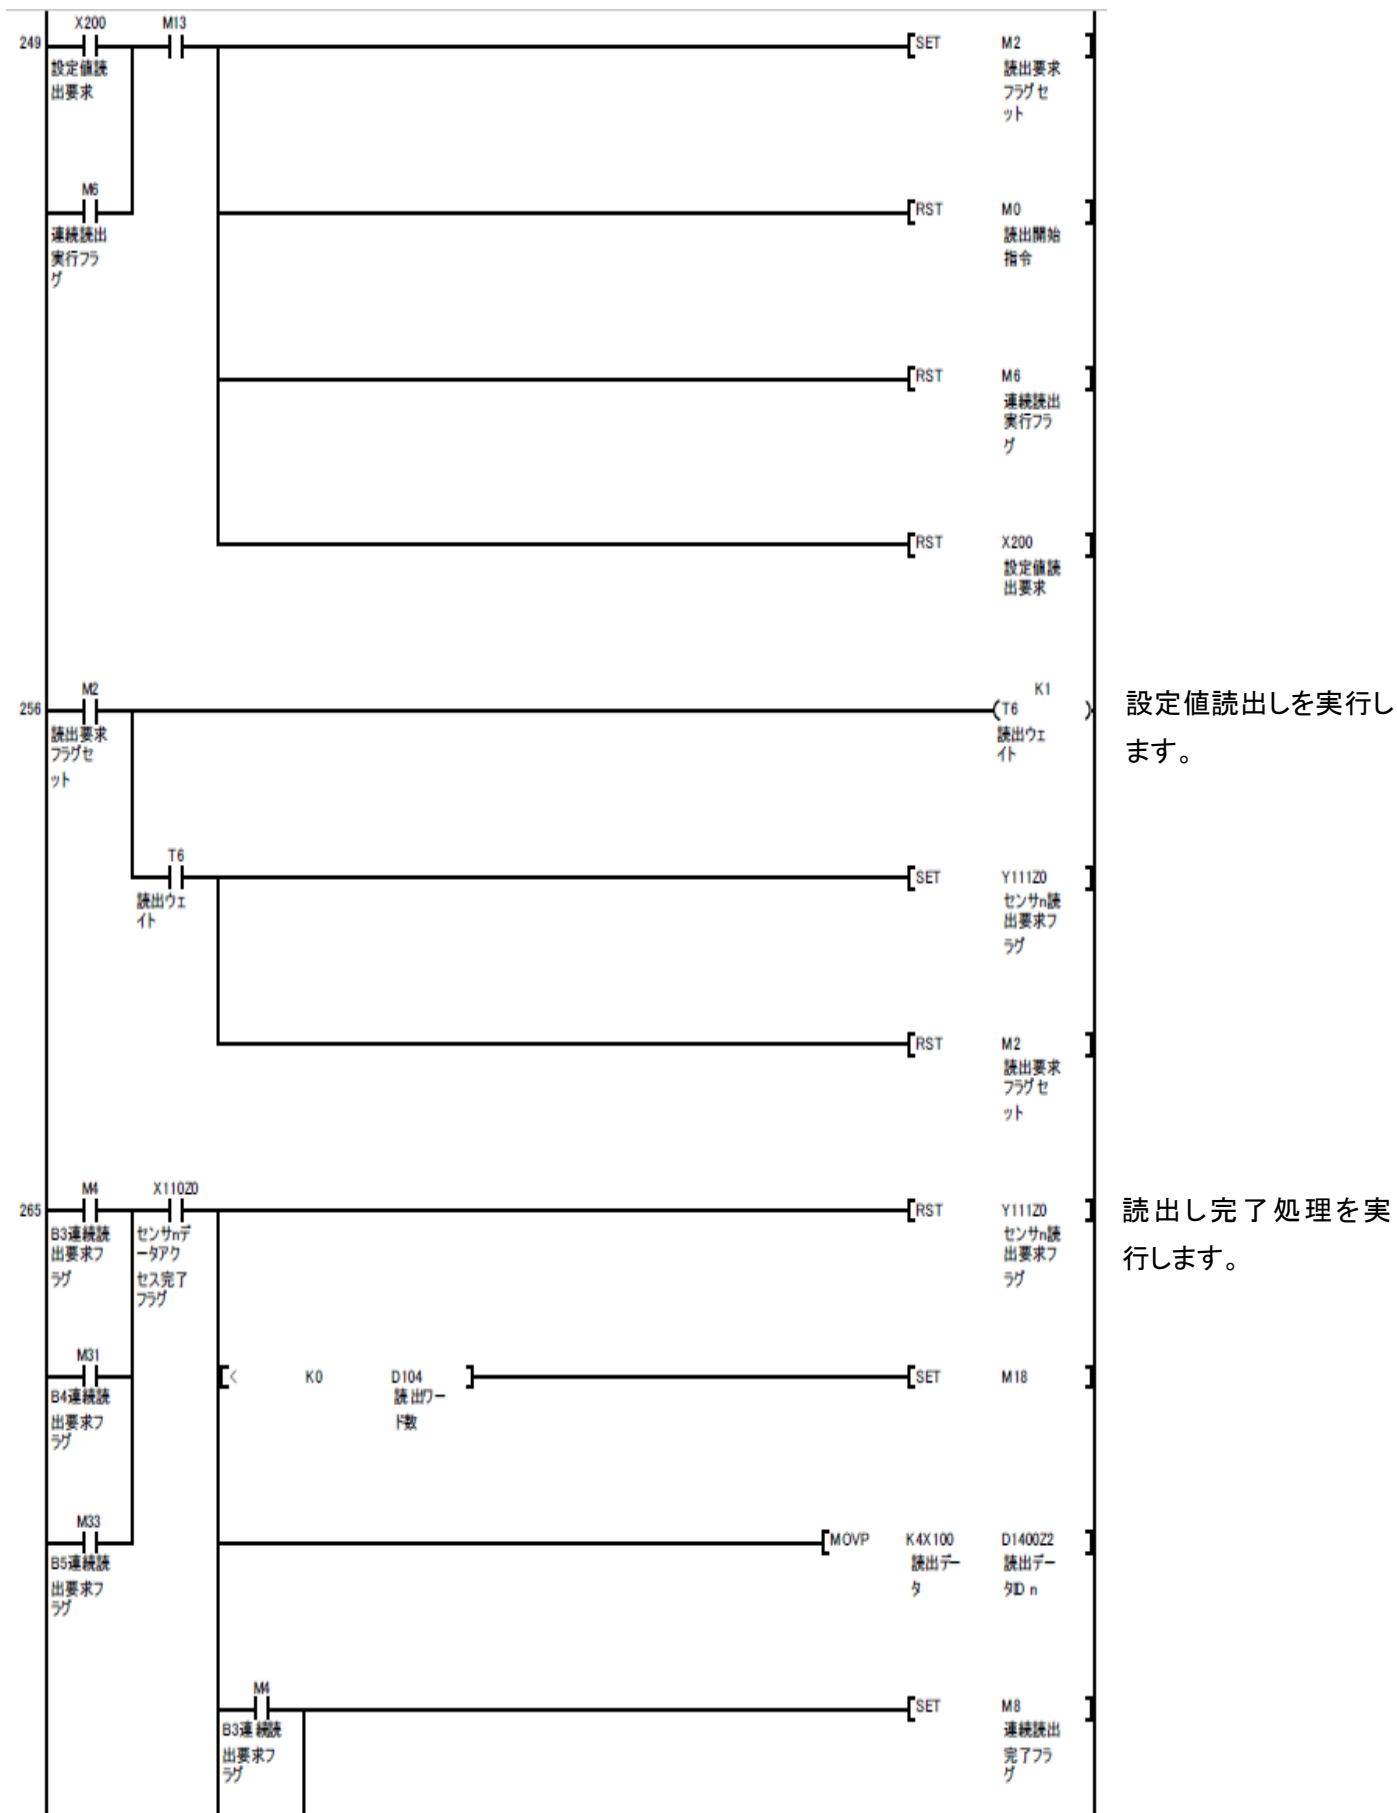 X200 M13
249 SET M2
設定値読
出要求
読出要求
フラグセ
ット
M6
連続読出
実行フラ
グ
RST M0
読出開始
指令
RST M6
連続読出
実行フラ
グ
RST X200
設定値読
出要求
M2 K1
256 T6
読出要求
フラグセ
ット
読出ウェ
イト
設定値読出しを実行し
ます。
T6
読出ウェ
イト
SET Y111Z0
センサn読
出要求フ
ラグ
RST M2
読出要求
フラグセ
ット
M4 X110Z0
265 RST Y111Z0
B3連続読
出要求フ
ラグ
センサnデ
ータアク
セス完了
フラグ
センサn読
出要求フ
ラグ
読出し完了処理を実
行します。
M31
B4連続読
出要求フ
ラグ
< K0 D104 SET M18
読出ワー
ド数
M33
B5連続読
出要求フ
ラグ
MOVP K4X100 D1400Z2
読出デー
タ
読出デー
タID n
M4
B3連続読
出要求フ
ラグ
SET M8
連続読出
完了フラ
グ